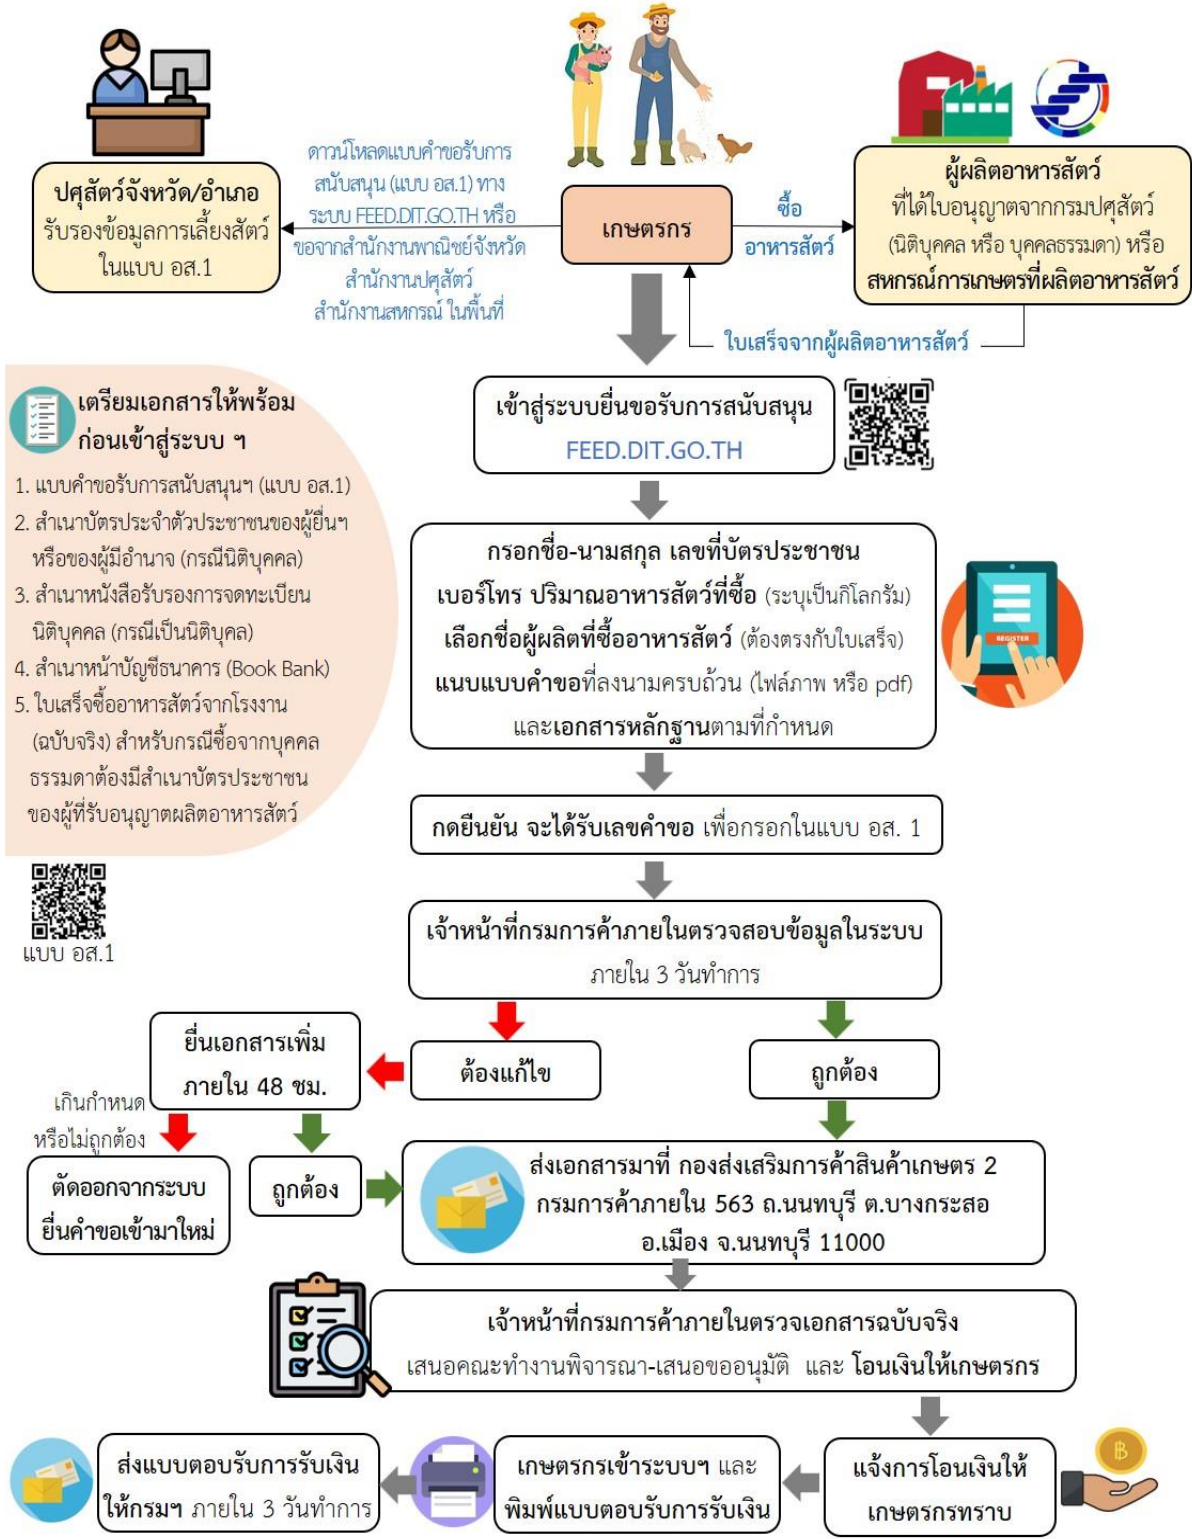 ปศุสัตว์จังหวัด/อำเภอ
รับรองข้อมูลการเลี้ยงสัตว์
ในแบบ อส.1
ดาวน์โหลดแบบคำขอรับการ
สนับสนุน (แบบ อส.1) ทาง
ระบบ FEED.DIT.GO.TH หรือ
ขอจากสำนักงานพาณิชย์จังหวัด
สำนักงานปศุสัตว์
สำนักงานสหกรณ์ ในพื้นที่
เกษตรกร
ซื้อ
อาหารสัตว์
ผู้ผลิตอาหารสัตว์
ที่ได้ใบอนุญาตจากกรมปศุสัตว์
(นิติบุคคล หรือ บุคคลธรรมดา) หรือ
สหกรณ์การเกษตรที่ผลิตอาหารสัตว์
ใบเสร็จจากผู้ผลิตอาหารสัตว์
เตรียมเอกสารให้พร้อม
ก่อนเข้าสู่ระบบ ฯ
1. แบบคำขอรับการสนับสนุนฯ (แบบ อส.1)
2. สำเนาบัตรประจำตัวประชาชนของผู้ยื่นฯ
หรือของผู้มีอำนาจ (กรณีนิติบุคคล)
3. สำเนาหนังสือรับรองการจดทะเบียน
นิติบุคคล (กรณีเป็นนิติบุคล)
4. สำเนาหน้าบัญชีธนาคาร (Book Bank)
5. ใบเสร็จซื้ออาหารสัตว์จากโรงงาน
(ฉบับจริง) สำหรับกรณีซื้อจากบุคคล
ธรรมดาต้องมีสำเนาบัตรประชาชน
ของผู้ที่รับอนุญาตผลิตอาหารสัตว์
แบบ อส.1
เข้าสู่ระบบยื่นขอรับการสนับสนุน
FEED.DIT.GO.TH
กรอกชื่อ-นามสกุล เลขที่บัตรประชาชน
เบอร์โทร ปริมาณอาหารสัตว์ที่ซื้อ (ระบุเป็นกิโลกรัม)
เลือกชื่อผู้ผลิตที่ซื้ออาหารสัตว์ (ต้องตรงกับใบเสร็จ)
แนบแบบคำขอที่ลงนามครบถ้วน (ไฟล์ภาพ หรือ pdf)
และเอกสารหลักฐานตามที่กำหนด
REGISTER
กดยืนยัน จะได้รับเลขคำขอ เพื่อกรอกในแบบ อส. 1
เจ้าหน้าที่กรมการค้าภายในตรวจสอบข้อมูลในระบบ
ภายใน 3 วันทำการ
ยื่นเอกสารเพิ่ม
ภายใน 48 ชม.
ต้องแก้ไข
ถูกต้อง
เกินกำหนด
หรือไม่ถูกต้อง
ตัดออกจากระบบ
ยื่นคำขอเข้ามาใหม่
ถูกต้อง
ส่งเอกสารมาที่ กองส่งเสริมการค้าสินค้าเกษตร 2
กรมการค้าภายใน 563 ถ.นนทบุรี ต.บางกระสอ
อ.เมือง จ.นนทบุรี 11000
เจ้าหน้าที่กรมการค้าภายในตรวจเอกสารฉบับจริง
เสนอคณะทำงานพิจารณา-เสนอขออนุมัติ และ โอนเงินให้เกษตรกร
แจ้งการโอนเงินให้
เกษตรกรทราบ
เกษตรกรเข้าระบบฯ และ
พิมพ์แบบตอบรับการรับเงิน
ส่งแบบตอบรับการรับเงิน
ให้กรมฯ ภายใน 3 วันทำการ
฿